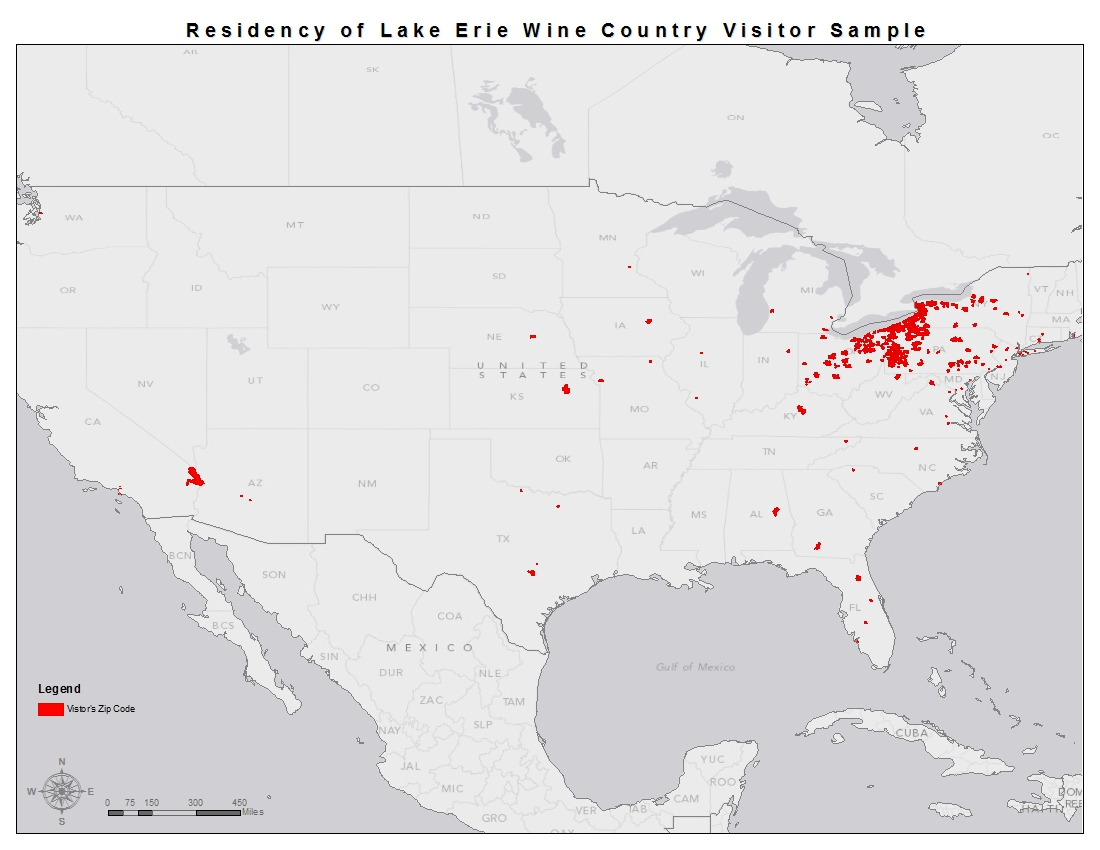 Residency of Lake Erie Wine Country Visitor Sample
SK
ON
QC
WA
MT
ND
MN
OR
ID
SD
WI
MI
VT
NH
WY
MA
NV
UT
CO
NE
IA
UNITED
STATES
IL
IN
PA
NJ
KS
MO
KY
WV
MD
VA
CA
AZ
NM
OK
AR
TN
NC
SC
TX
LA
MS
AL
GA
FL
BCN
SON
CHH
COA
BCS
MEXICO
Gulf of Mexico
SIN
DUR
NLE
ZAC
TAM
NAY
SLP
JAL
MIC
GRO
VER
TAB
CAM
YUC
ROO
CUBA
HAITI
DOM
REP
Legend
Vistor's Zip Code
N
W E
S
0 75 150 300 450
Miles